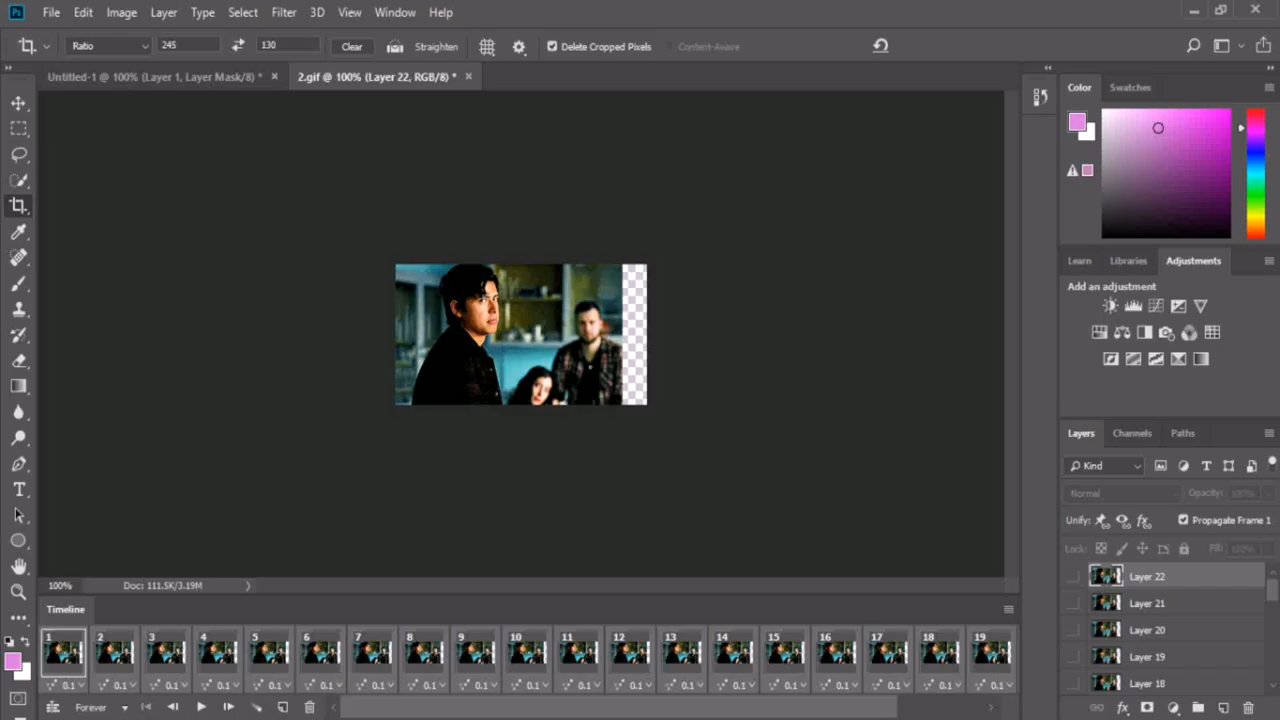 Ps File Edit Image Layer Type Select Filter 3D View Window Help
Ratio 245 130 Clear Straighten Delete Cropped Pixels Content-Aware
Untitled-1 @ 100% (Layer 1, Layer Mask/8) * 2.gif @ 100% (Layer 22, RGB/8) *
Color Swatches
Learn Libraries Adjustments
Add an adjustment
Layers Channels Paths
Kind
Normal Opacity: 100%
Unify: Propagate Frame 1
Lock: Fill: 100%
Layer 22
Layer 21
Layer 20
Layer 19
Layer 18
100% Doc: 111.5K/3.19M
Timeline
1 2 3 4 5 6 7 8 9 10 11 12 13 14 15 16 17 18 19
0.1 0.1 0.1 0.1 0.1 0.1 0.1 0.1 0.1 0.1 0.1 0.1 0.1 0.1 0.1 0.1 0.1 0.1 0.1
Forever